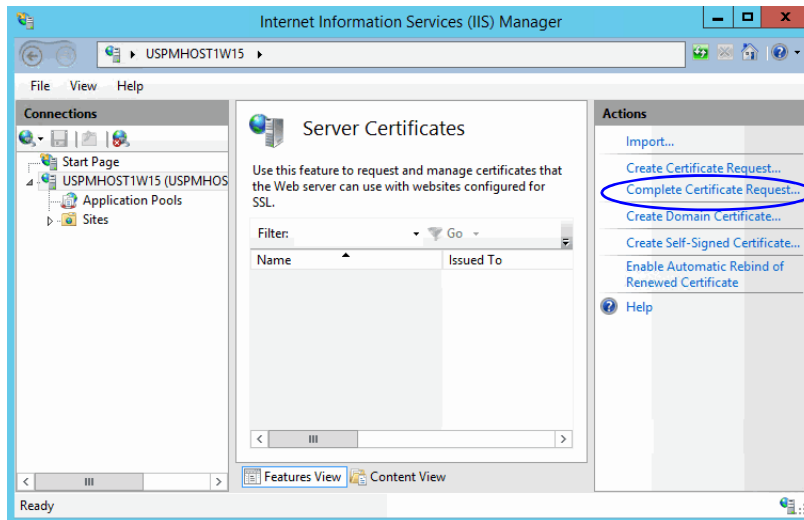 Internet Information Services (IIS) Manager
USPMHOST1W15
File View Help
Connections
Start Page
USPMHOST1W15 (USPMHOS
Application Pools
Sites
Server Certificates
Use this feature to request and manage certificates that
the Web server can use with websites configured for
SSL.
Filter: Go
Name Issued To
Features View Content View
Actions
Import...
Create Certificate Request...
Complete Certificate Request...
Create Domain Certificate...
Create Self-Signed Certificate...
Enable Automatic Rebind of
Renewed Certificate
Help
Ready